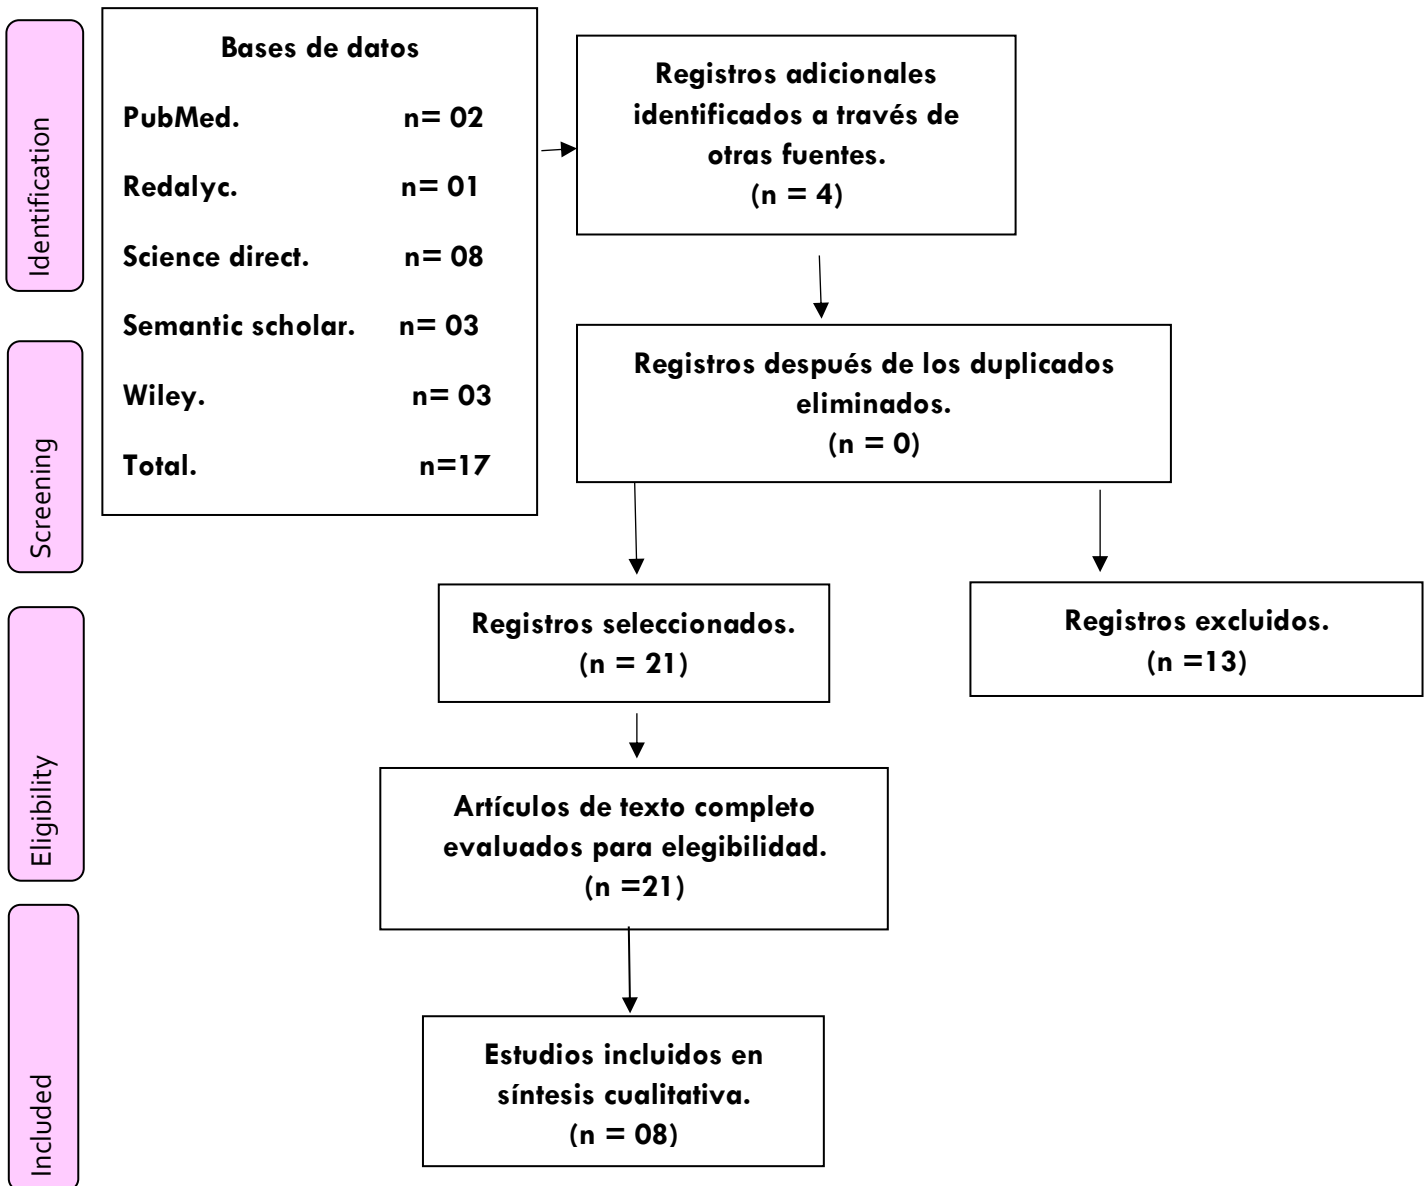 Identification
Bases de datos
PubMed. n= 02
Redalyc. n= 01
Science direct. n= 08
Semantic scholar. n= 03
Wiley. n= 03
Total. n=17
Registros adicionales
identificados a través de
otras fuentes.
(n = 4)
Screening
Registros después de los duplicados
eliminados.
(n = 0)
Registros seleccionados.
(n = 21)
Registros excluidos.
(n =13)
Eligibility
Artículos de texto completo
evaluados para elegibilidad.
(n =21)
Included
Estudios incluidos en
síntesis cualitativa.
(n = 08)